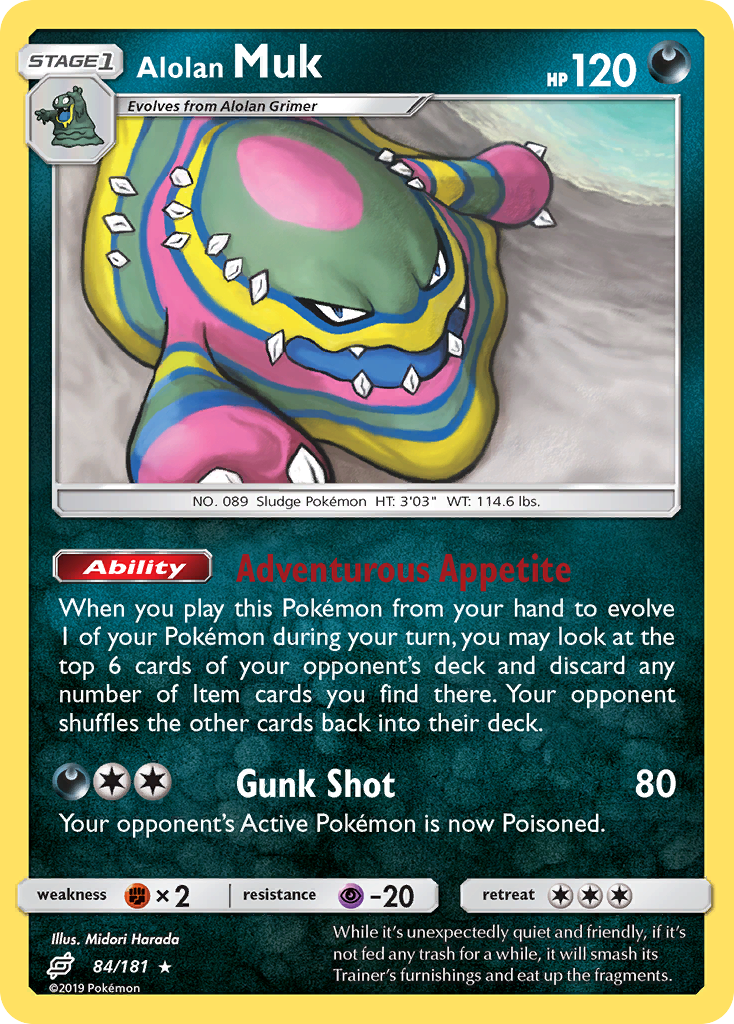 STAGE1
Alolan Muk
HP 120
Evolves from Alolan Grimer
NO. 089 Sludge Pokémon HT: 3'03" WT: 114.6 lbs.
Ability Adventurous Appetite
When you play this Pokémon from your hand to evolve
1 of your Pokémon during your turn, you may look at the
top 6 cards of your opponent's deck and discard any
number of Item cards you find there. Your opponent
shuffles the other cards back into their deck.
Gunk Shot 80
Your opponent's Active Pokémon is now Poisoned.
weakness ×2 resistance -20 retreat
Illus. Midori Harada
84/181 ★
©2019 Pokémon
While it's unexpectedly quiet and friendly, if it's
not fed any trash for a while, it will smash its
Trainer's furnishings and eat up the fragments.